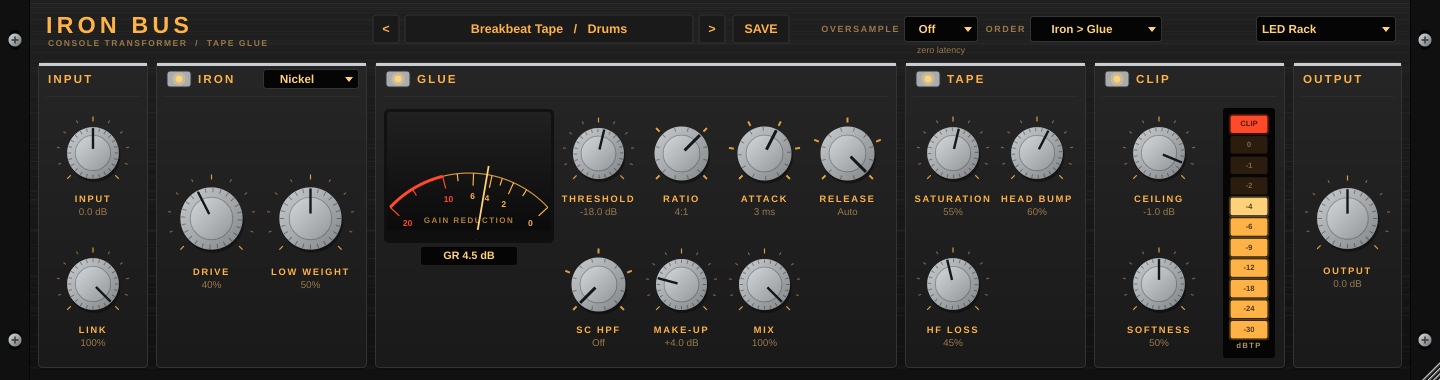 IRON BUS
CONSOLE TRANSFORMER / TAPE GLUE
<
Breakbeat Tape / Drums
>
SAVE
OVERSAMPLE
Off
zero latency
ORDER
Iron > Glue
LED Rack
INPUT
INPUT
0.0 dB
LINK
100%
IRON
Nickel
DRIVE
40%
LOW WEIGHT
50%
GLUE
20 10 6 4 2 0
GAIN REDUCTION
GR 4.5 dB
THRESHOLD
-18.0 dB
RATIO
4:1
ATTACK
3 ms
RELEASE
Auto
SC HPF
Off
MAKE-UP
+4.0 dB
MIX
100%
TAPE
SATURATION
55%
HEAD BUMP
60%
HF LOSS
45%
CLIP
CEILING
-1.0 dB
SOFTNESS
50%
CLIP
0
-1
-2
-4
-6
-9
-12
-18
-24
-30
dBTP
OUTPUT
OUTPUT
0.0 dB